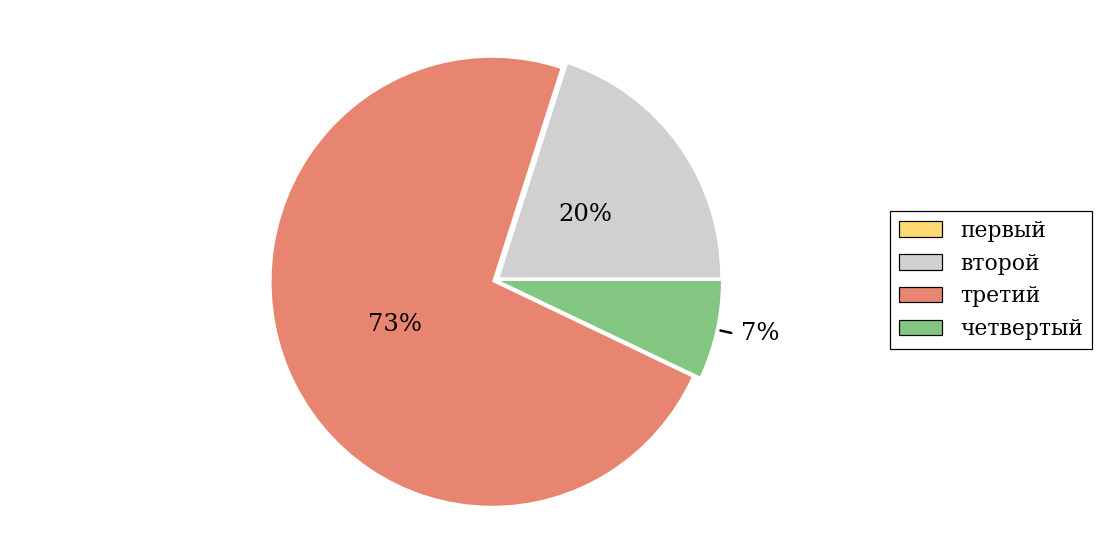 20%
73%
7%
первый
второй
третий
четвертый